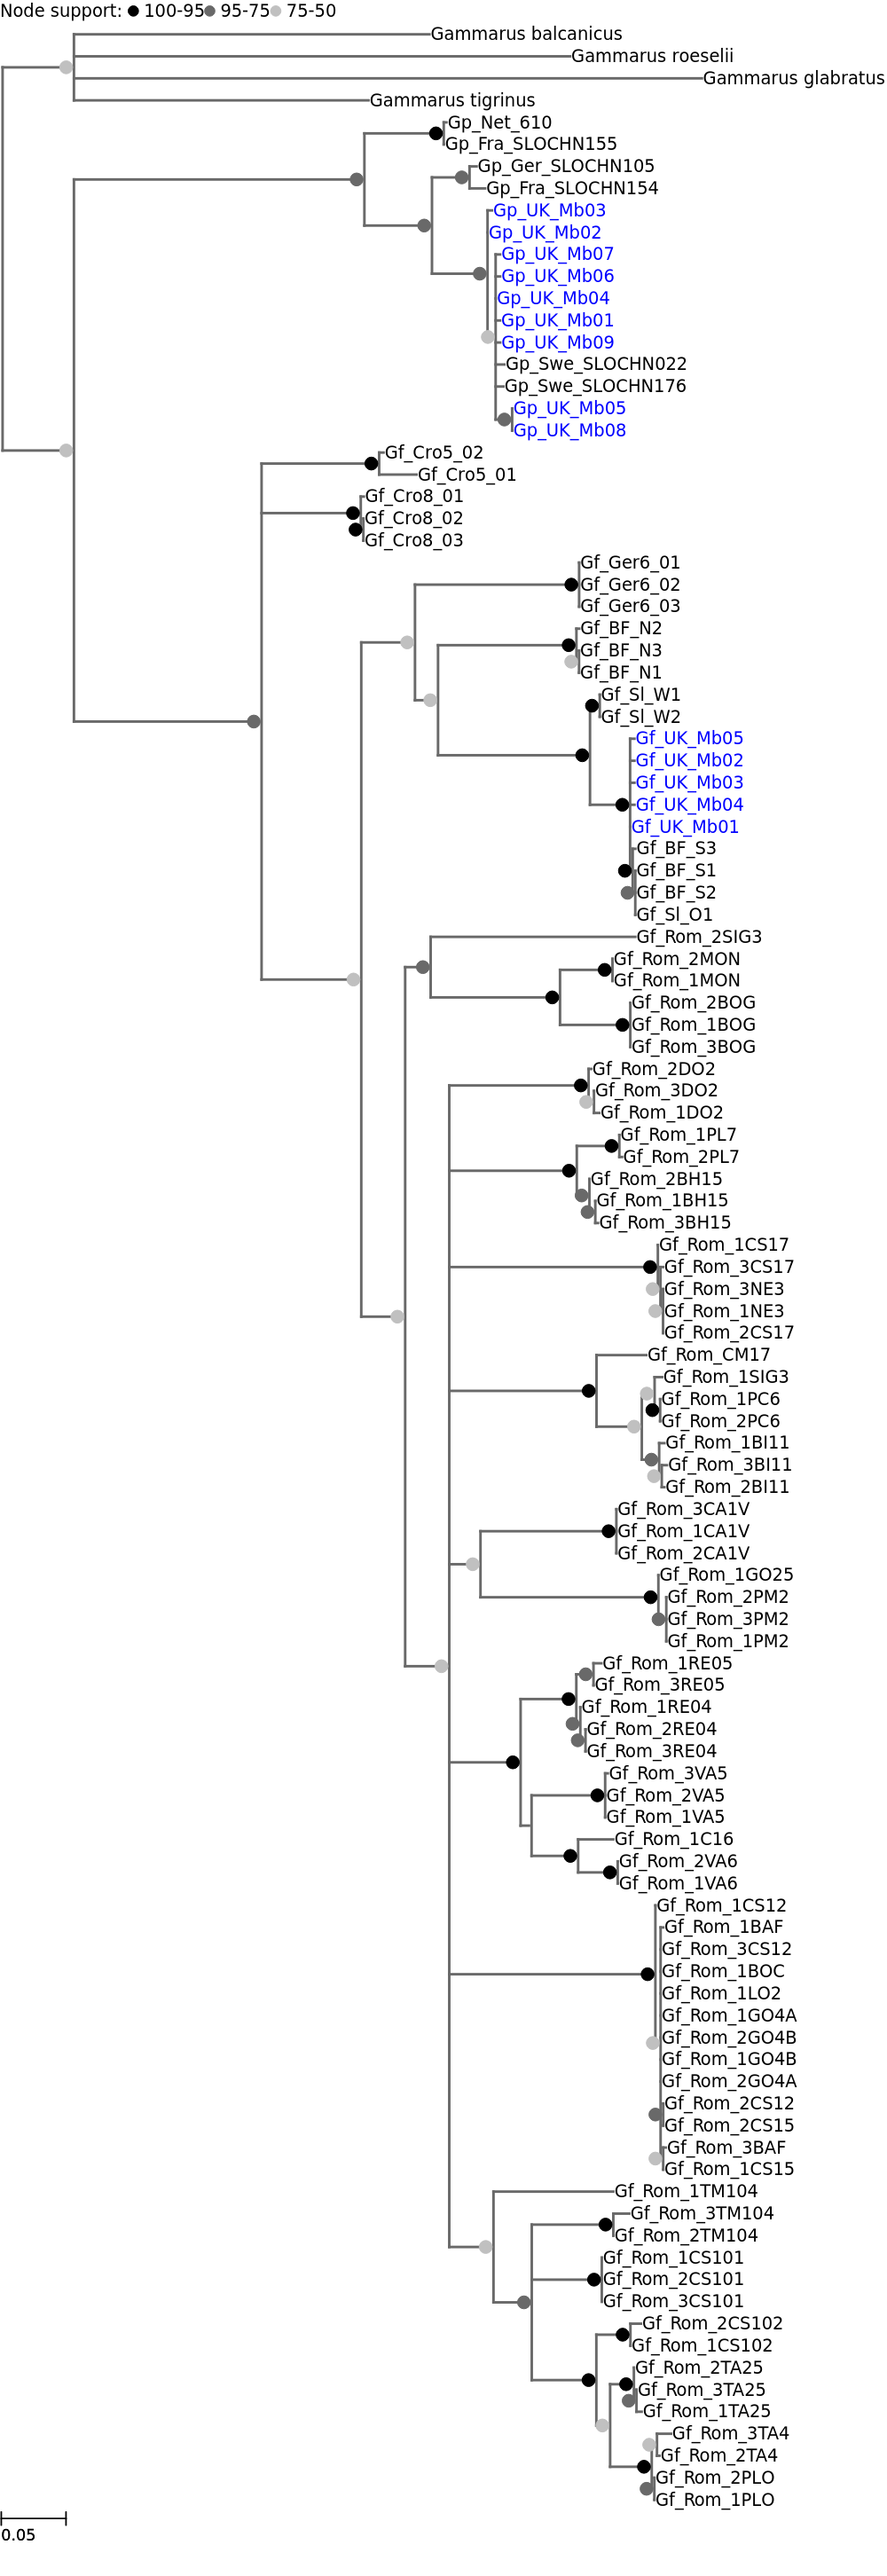 Node support: 100-95 95-75 75-50
Gammarus balcanicus
Gammarus roeselii
Gammarus glabratus
Gammarus tigrinus
Gp_Net_610
Gp_Fra_SLOCHN155
Gp_Ger_SLOCHN105
Gp_Fra_SLOCHN154
Gp_UK_Mb03
Gp_UK_Mb02
Gp_UK_Mb07
Gp_UK_Mb06
Gp_UK_Mb04
Gp_UK_Mb01
Gp_UK_Mb09
Gp_Swe_SLOCHN022
Gp_Swe_SLOCHN176
Gp_UK_Mb05
Gp_UK_Mb08
Gf_Cro5_02
Gf_Cro5_01
Gf_Cro8_01
Gf_Cro8_02
Gf_Cro8_03
Gf_Ger6_01
Gf_Ger6_02
Gf_Ger6_03
Gf_BF_N2
Gf_BF_N3
Gf_BF_N1
Gf_Sl_W1
Gf_Sl_W2
Gf_UK_Mb05
Gf_UK_Mb02
Gf_UK_Mb03
Gf_UK_Mb04
Gf_UK_Mb01
Gf_BF_S3
Gf_BF_S1
Gf_BF_S2
Gf_Sl_O1
Gf_Rom_2SIG3
Gf_Rom_2MON
Gf_Rom_1MON
Gf_Rom_2BOG
Gf_Rom_1BOG
Gf_Rom_3BOG
Gf_Rom_2DO2
Gf_Rom_3DO2
Gf_Rom_1DO2
Gf_Rom_1PL7
Gf_Rom_2PL7
Gf_Rom_2BH15
Gf_Rom_1BH15
Gf_Rom_3BH15
Gf_Rom_1CS17
Gf_Rom_3CS17
Gf_Rom_3NE3
Gf_Rom_1NE3
Gf_Rom_2CS17
Gf_Rom_CM17
Gf_Rom_1SIG3
Gf_Rom_1PC6
Gf_Rom_2PC6
Gf_Rom_1BI11
Gf_Rom_3BI11
Gf_Rom_2BI11
Gf_Rom_3CA1V
Gf_Rom_1CA1V
Gf_Rom_2CA1V
Gf_Rom_1GO25
Gf_Rom_2PM2
Gf_Rom_3PM2
Gf_Rom_1PM2
Gf_Rom_1RE05
Gf_Rom_3RE05
Gf_Rom_1RE04
Gf_Rom_2RE04
Gf_Rom_3RE04
Gf_Rom_3VA5
Gf_Rom_2VA5
Gf_Rom_1VA5
Gf_Rom_1C16
Gf_Rom_2VA6
Gf_Rom_1VA6
Gf_Rom_1CS12
Gf_Rom_1BAF
Gf_Rom_3CS12
Gf_Rom_1BOC
Gf_Rom_1LO2
Gf_Rom_1GO4A
Gf_Rom_2GO4B
Gf_Rom_1GO4B
Gf_Rom_2GO4A
Gf_Rom_2CS12
Gf_Rom_2CS15
Gf_Rom_3BAF
Gf_Rom_1CS15
Gf_Rom_1TM104
Gf_Rom_3TM104
Gf_Rom_2TM104
Gf_Rom_1CS101
Gf_Rom_2CS101
Gf_Rom_3CS101
Gf_Rom_2CS102
Gf_Rom_1CS102
Gf_Rom_2TA25
Gf_Rom_3TA25
Gf_Rom_1TA25
Gf_Rom_3TA4
Gf_Rom_2TA4
Gf_Rom_2PLO
Gf_Rom_1PLO
0.05